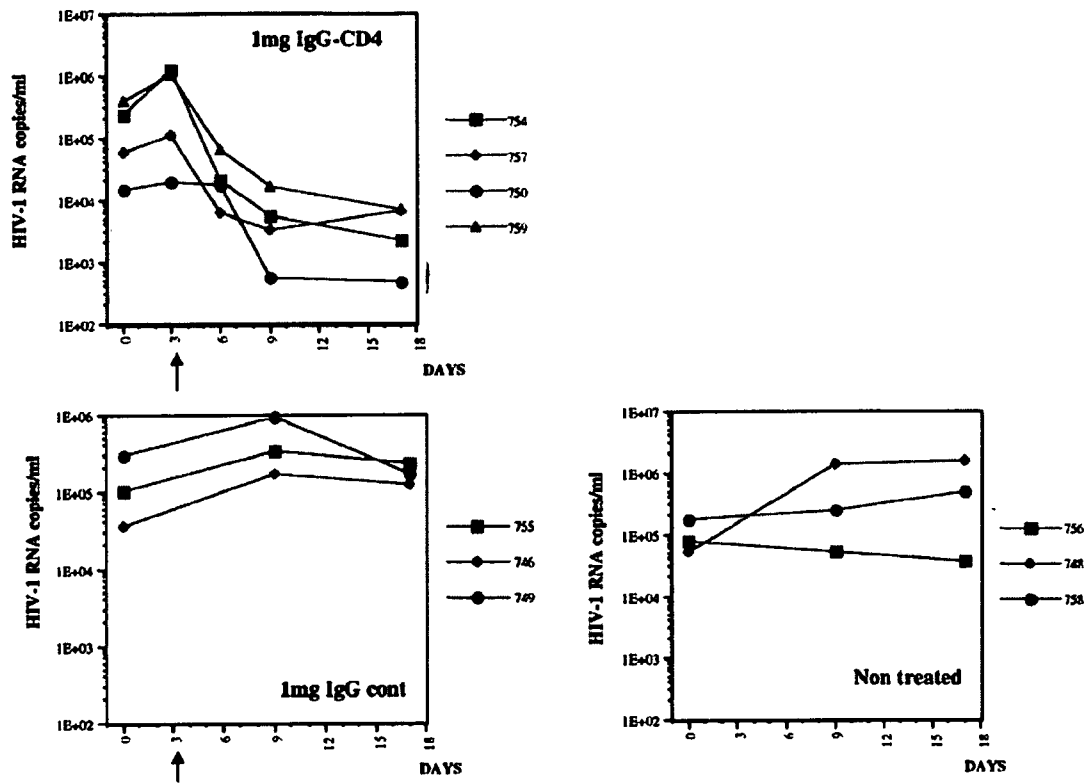 1mg IgG-CD4
HIV-1 RNA copies/ml
1E+07
1E+06
1E+05
1E+04
1E+03
1E+02
0
3
6
9
12
15
18
DAYS
754
757
750
759
1mg IgG cont
HIV-1 RNA copies/ml
1E+06
1E+05
1E+04
1E+03
1E+02
0
3
6
9
12
15
18
DAYS
755
746
749
Non treated
HIV-1 RNA copies/ml
1E+07
1E+06
1E+05
1E+04
1E+03
1E+02
0
3
6
9
12
15
18
DAYS
756
748
758